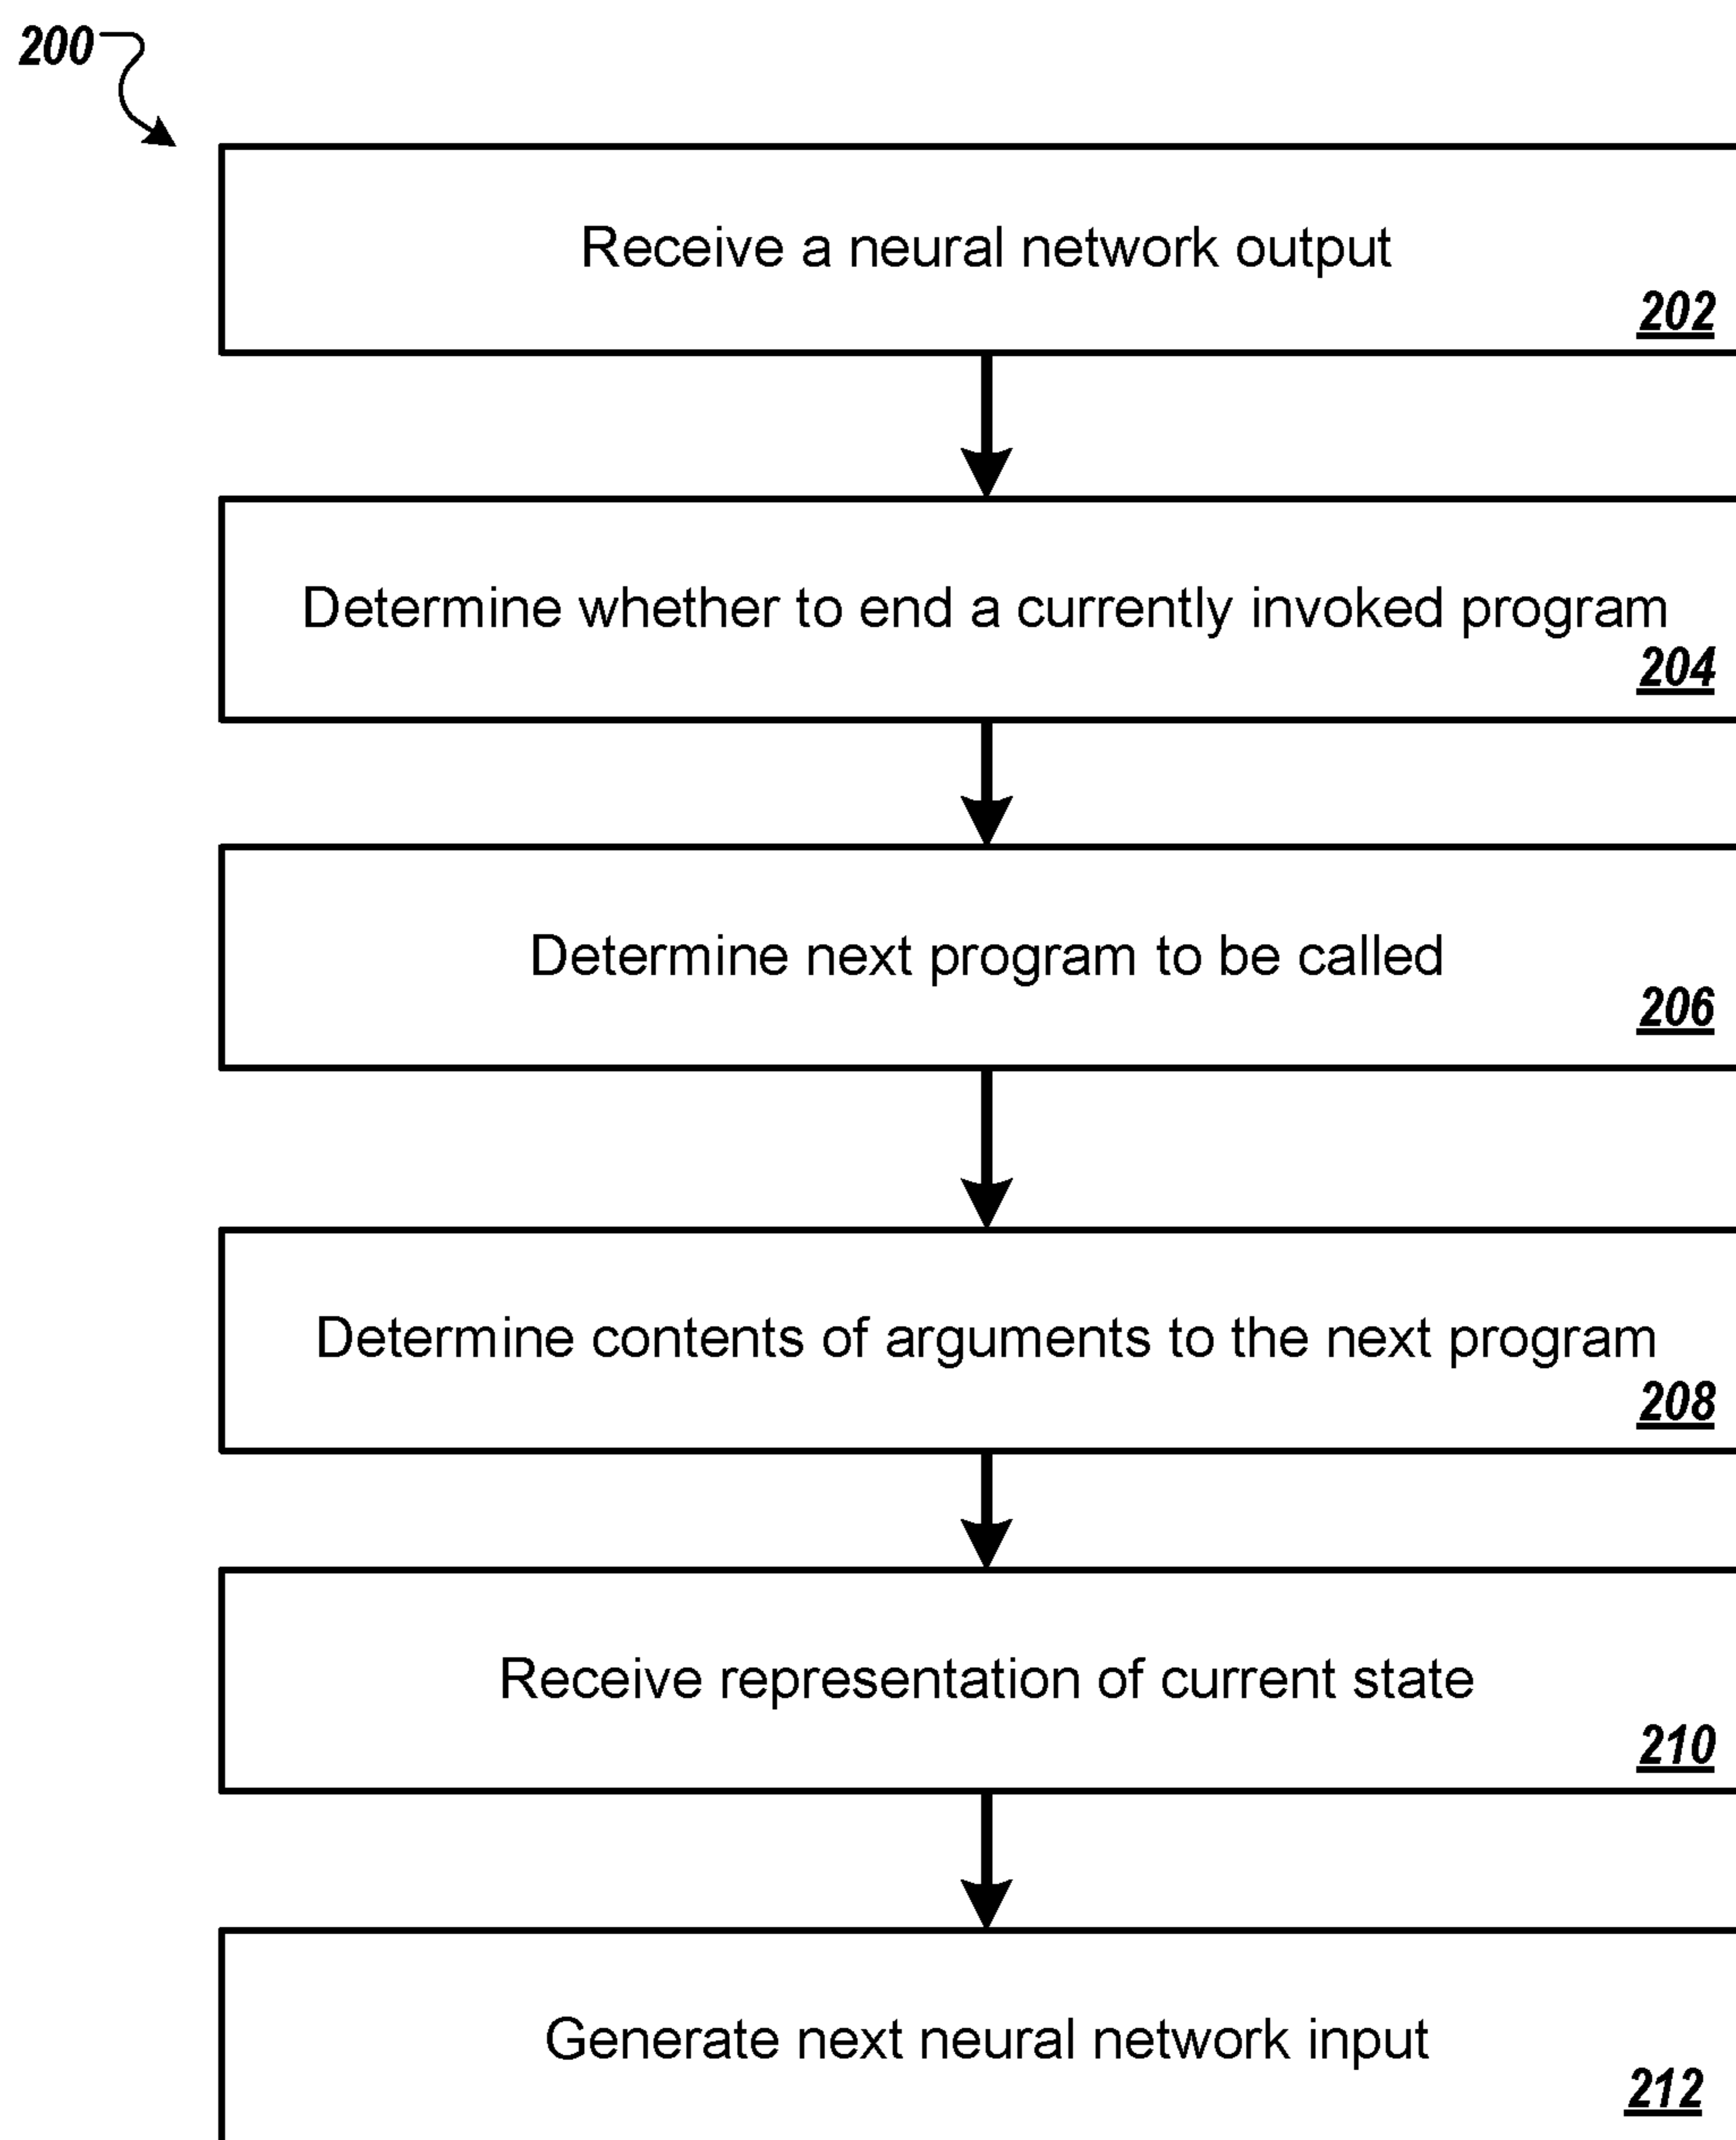 200
Receive a neural network output
202
Determine whether to end a currently invoked program
204
Determine next program to be called
206
Determine contents of arguments to the next program
208
Receive representation of current state
210
Generate next neural network input
212